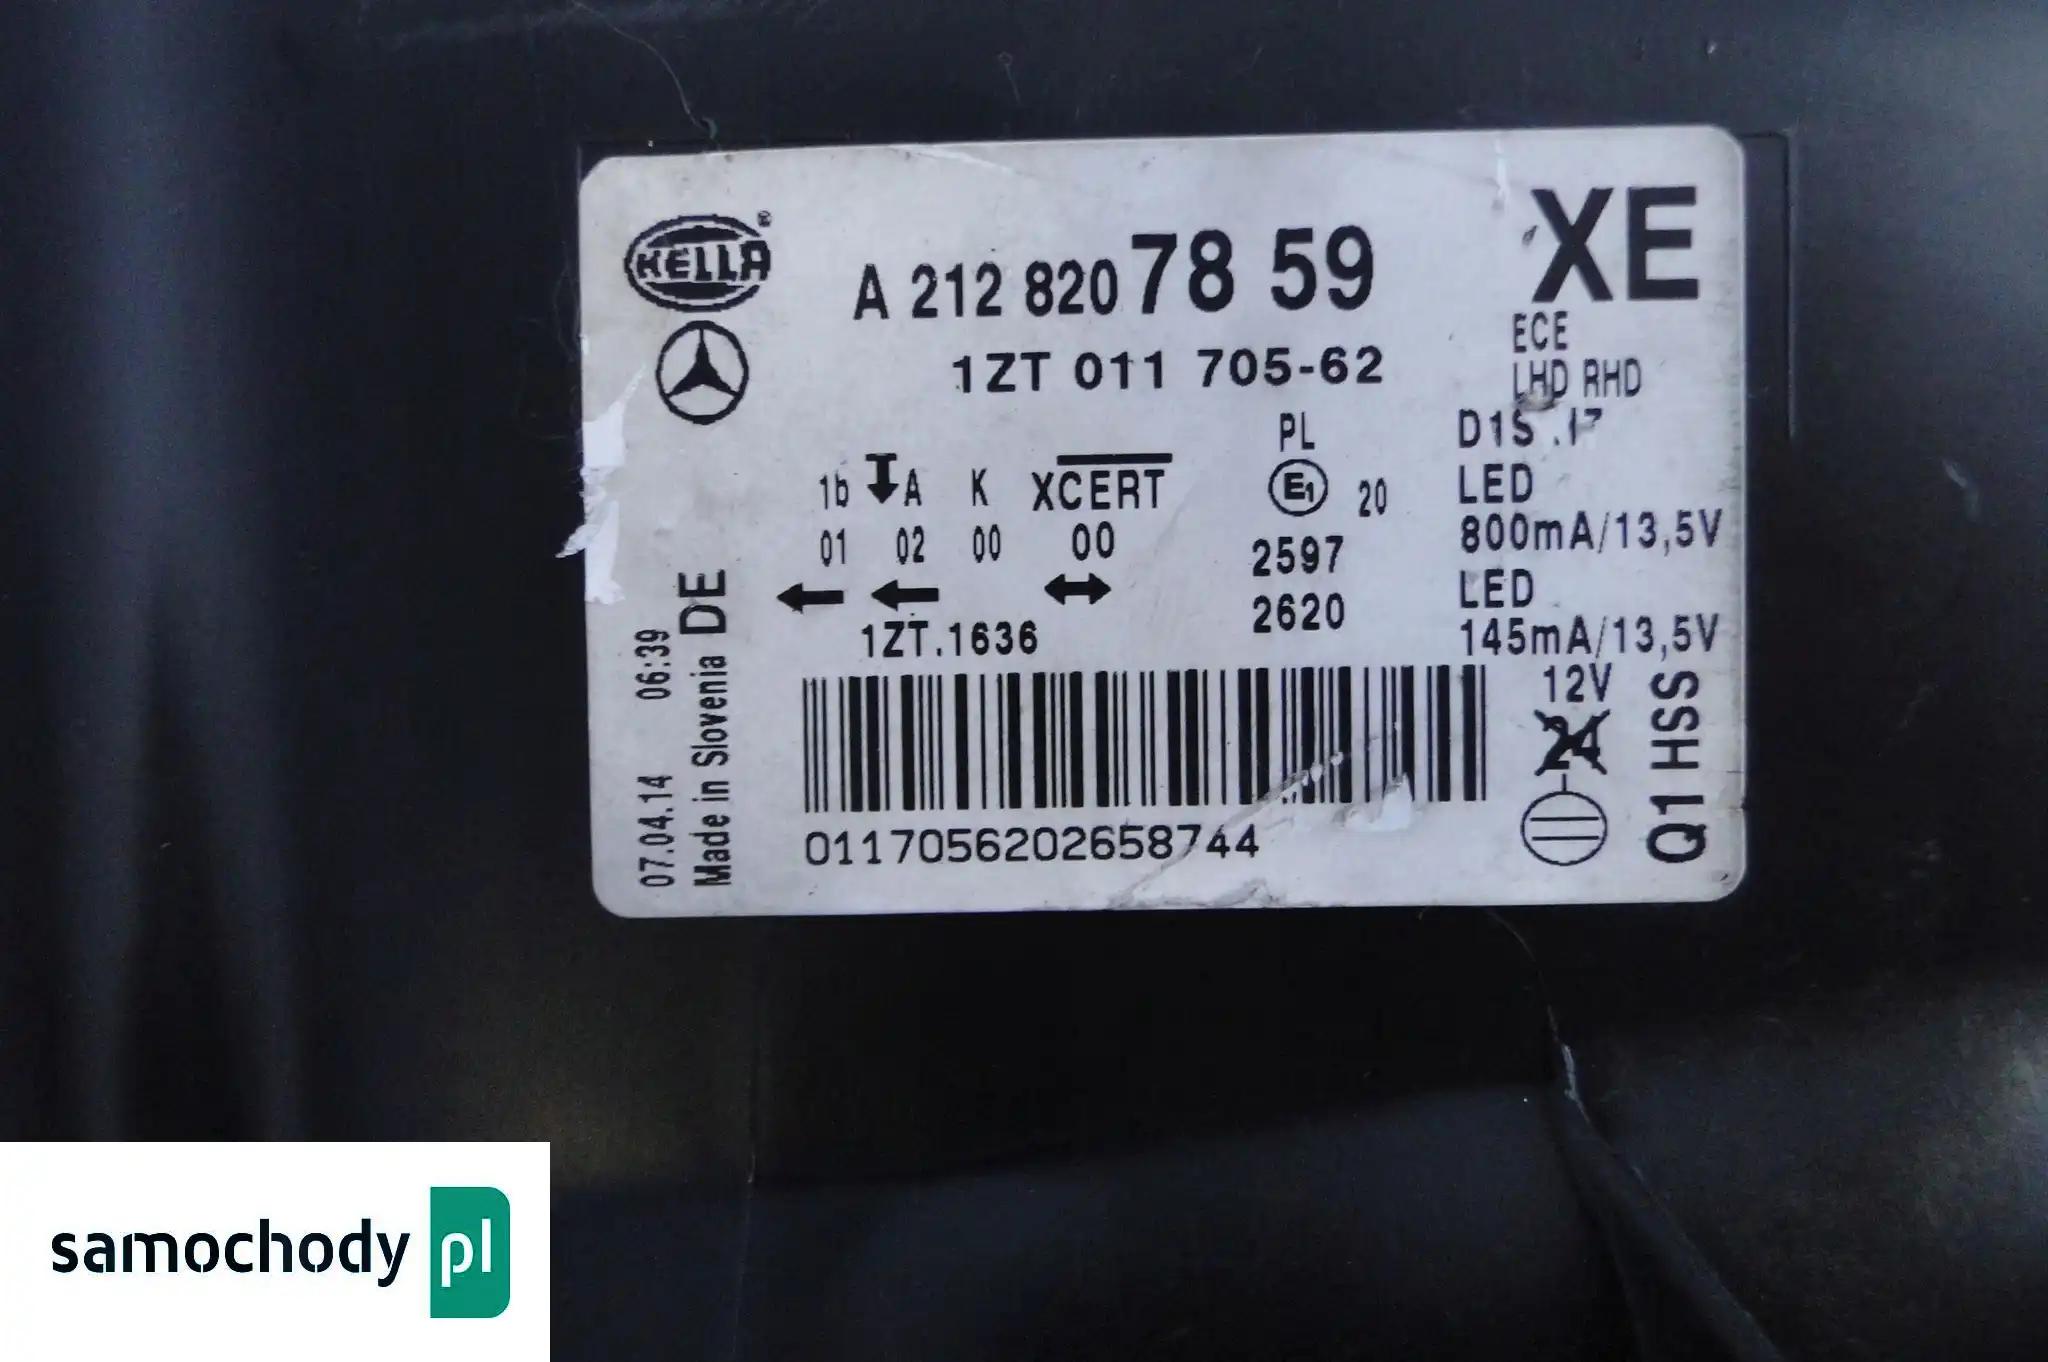 HELLA®
A 212 820 78 59
XE
1ZT 011 705-62
ECE
LHD RHD
PL
D1S
1b A K XCERT
E1 20
LED
800mA/13,5V
01 02 00 00
2597
LED
145mA/13,5V
1ZT.1636
2620
12V
24
Q1 HSS
07.04.14 06:39
Made in Slovenia DE
0117056202658744
samochody pl